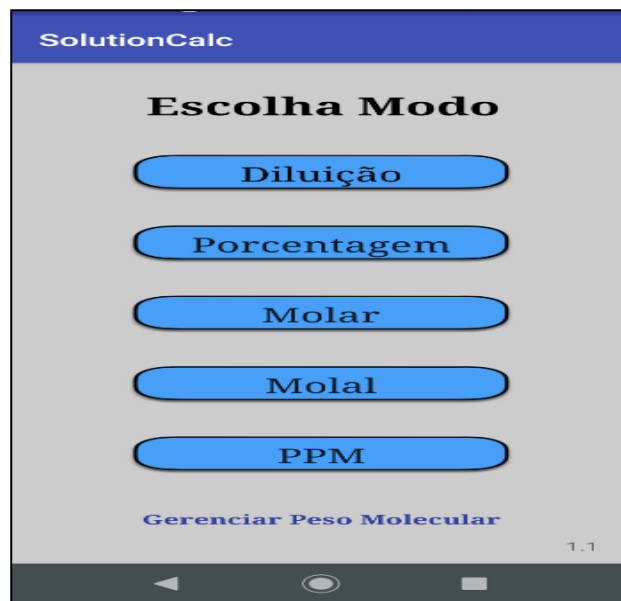 SolutionCalc
Escolha Modo
Diluição
Porcentagem
Molar
Molal
PPM
Gerenciar Peso Molecular
1.1